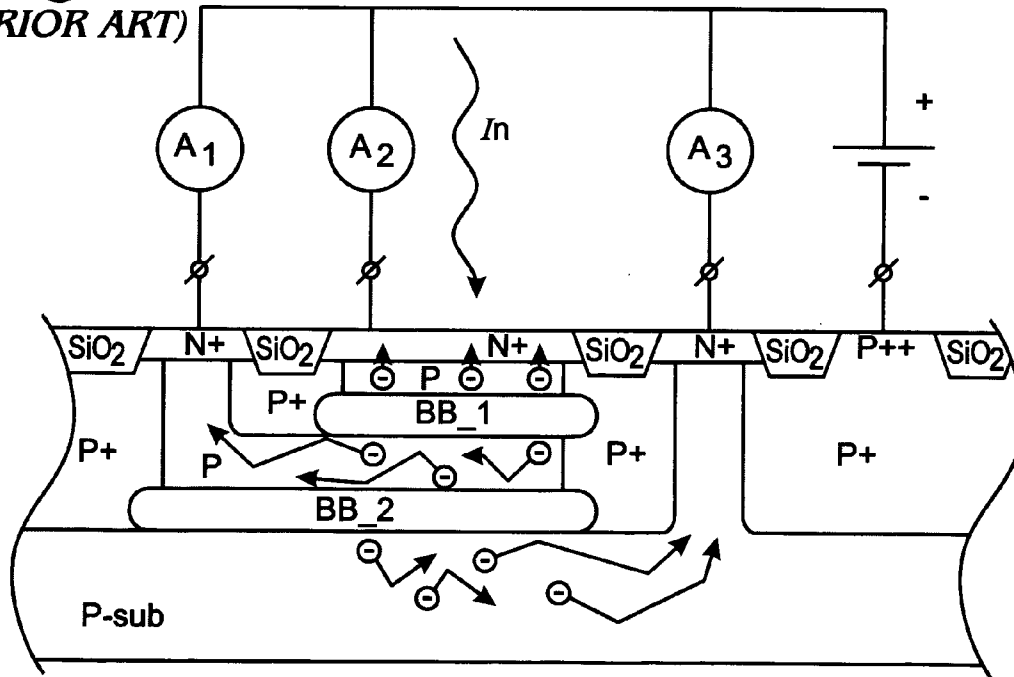 RIOR ART)
A1 A2 In A3 +
-
SiO2 N+ SiO2 N+ SiO2 N+ SiO2 P++ SiO2
P
P+ BB_1
P+ P P+ P+
BB_2
P-sub